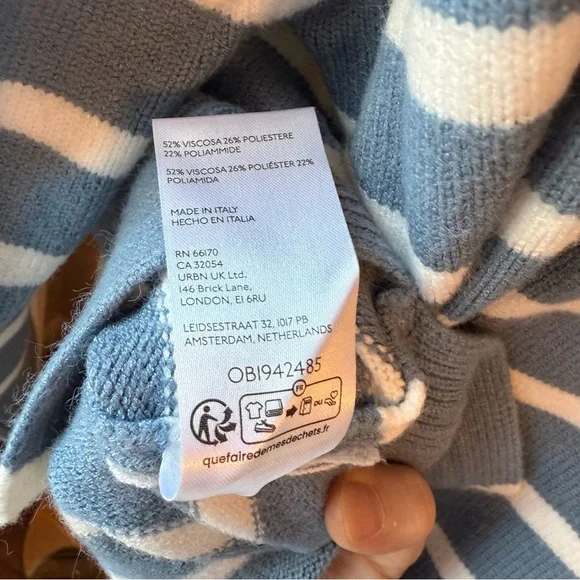 52% VISCOSA 26% POLIESTERE
22% POLIAMMIDE
52% VISCOSA 26% POLIÉSTER 22%
POLIAMIDA
MADE IN ITALY
HECHO EN ITALIA
RN 66170
CA 32054
URBN UK Ltd.
146 Brick Lane,
LONDON, E1 6RU
LEIDSESTRAAT 32, 1017 PB
AMSTERDAM, NETHERLANDS
OB1942485
FR
OU
quefairedemesdechets.fr